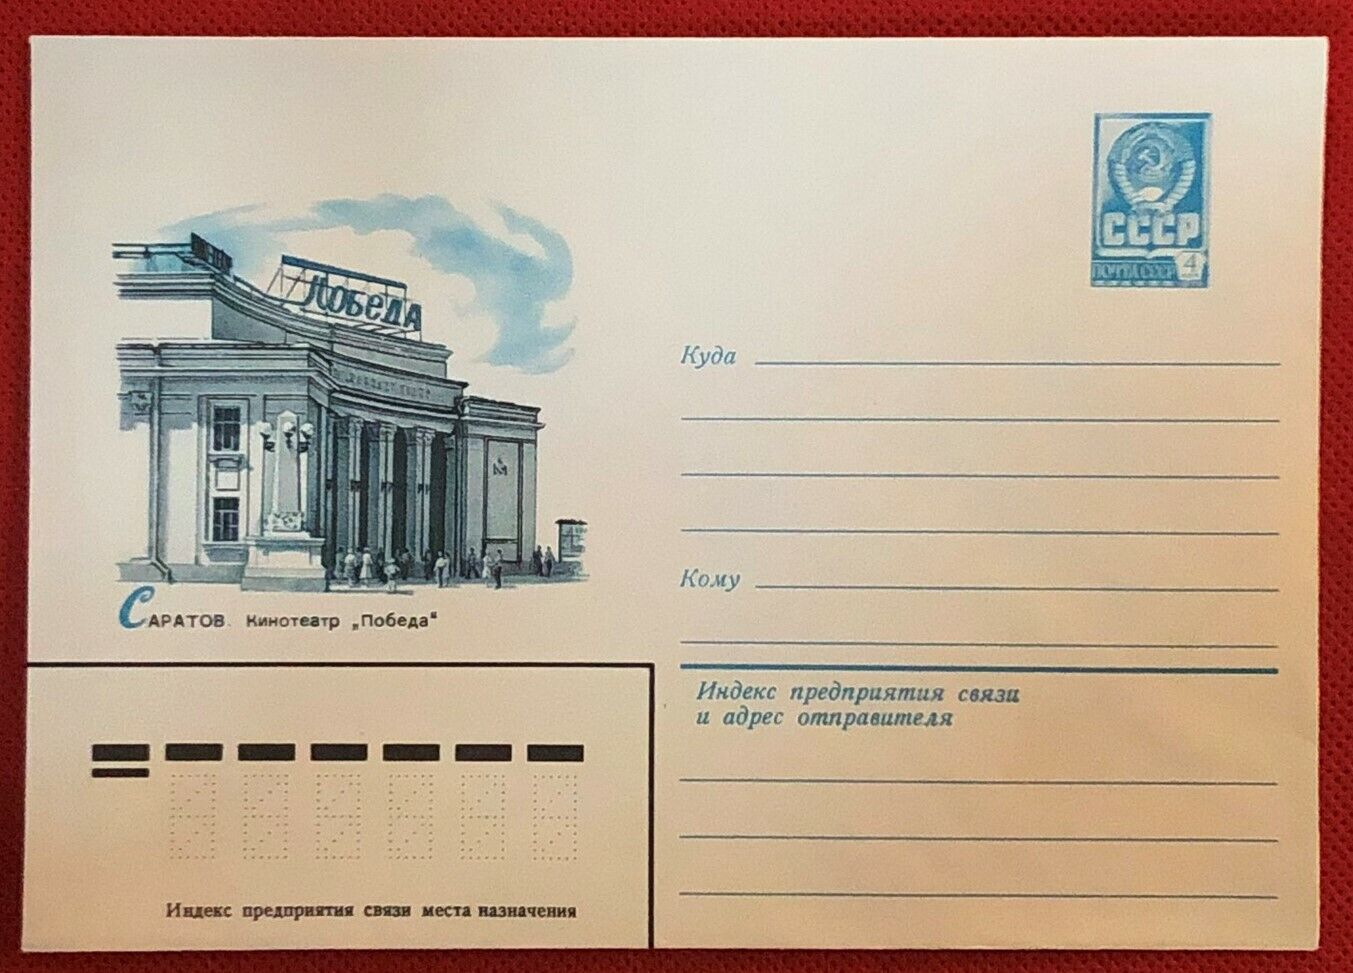 СССР
ПОЧТА СССР 4
Победа
Куда
Кому
САРАТОВ. Кинотеатр „Победа“
Индекс предприятия связи
и адрес отправителя
Индекс предприятия связи места назначения